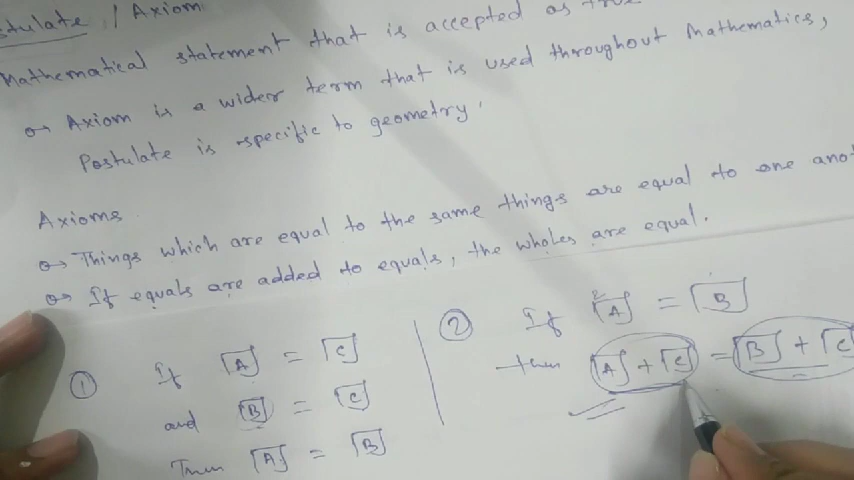 stulate / Axiom
Mathematical statement that is accepted as true
Axiom is a wider term that is used throughout Mathematics,
Postulate is specific to geometry.
Axioms
Things which are equal to the same things are equal to one anot
If equals are added to equals, the wholes are equal.
① If [A] = [C]
and [B] = [C]
Then [A] = [B]
② If [A] = [B]
then [A] + [C] = [B] + [C]